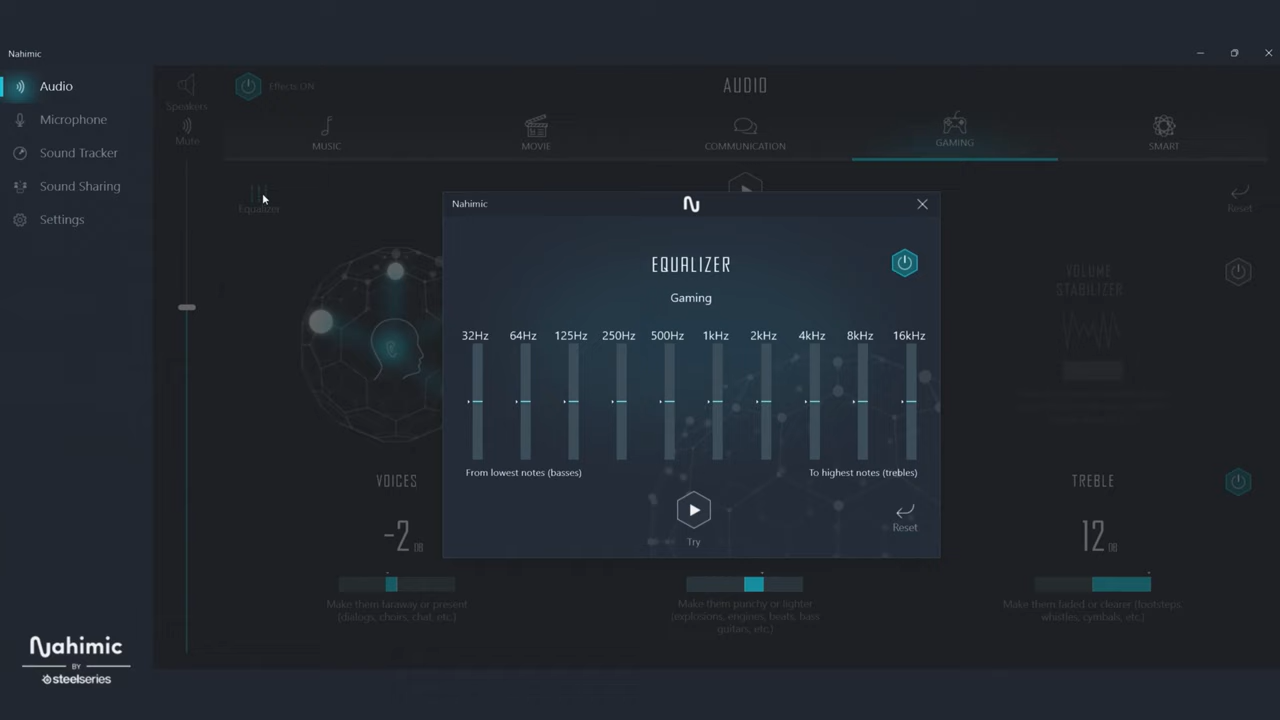 Nahimic
Audio
Microphone
Sound Tracker
Sound Sharing
Settings
Nahimic
BY
steelseries
Speakers
Mute
Effects ON
AUDIO
MUSIC
MOVIE
COMMUNICATION
GAMING
SMART
Equalizer
Reset
Nahimic
EQUALIZER
Gaming
32Hz 64Hz 125Hz 250Hz 500Hz 1kHz 2kHz 4kHz 8kHz 16kHz
From lowest notes (basses)
To highest notes (trebles)
Try
Reset
VOLUME
STABILIZER
VOICES
-2 DB
Make them faraway or present
(dialogs, choirs, chat, etc.)
Make them punchy or lighter
(explosions, engines, beats, bass
guitars, etc.)
TREBLE
12 DB
Make them faded or clearer (footsteps,
whistles, cymbals, etc.)